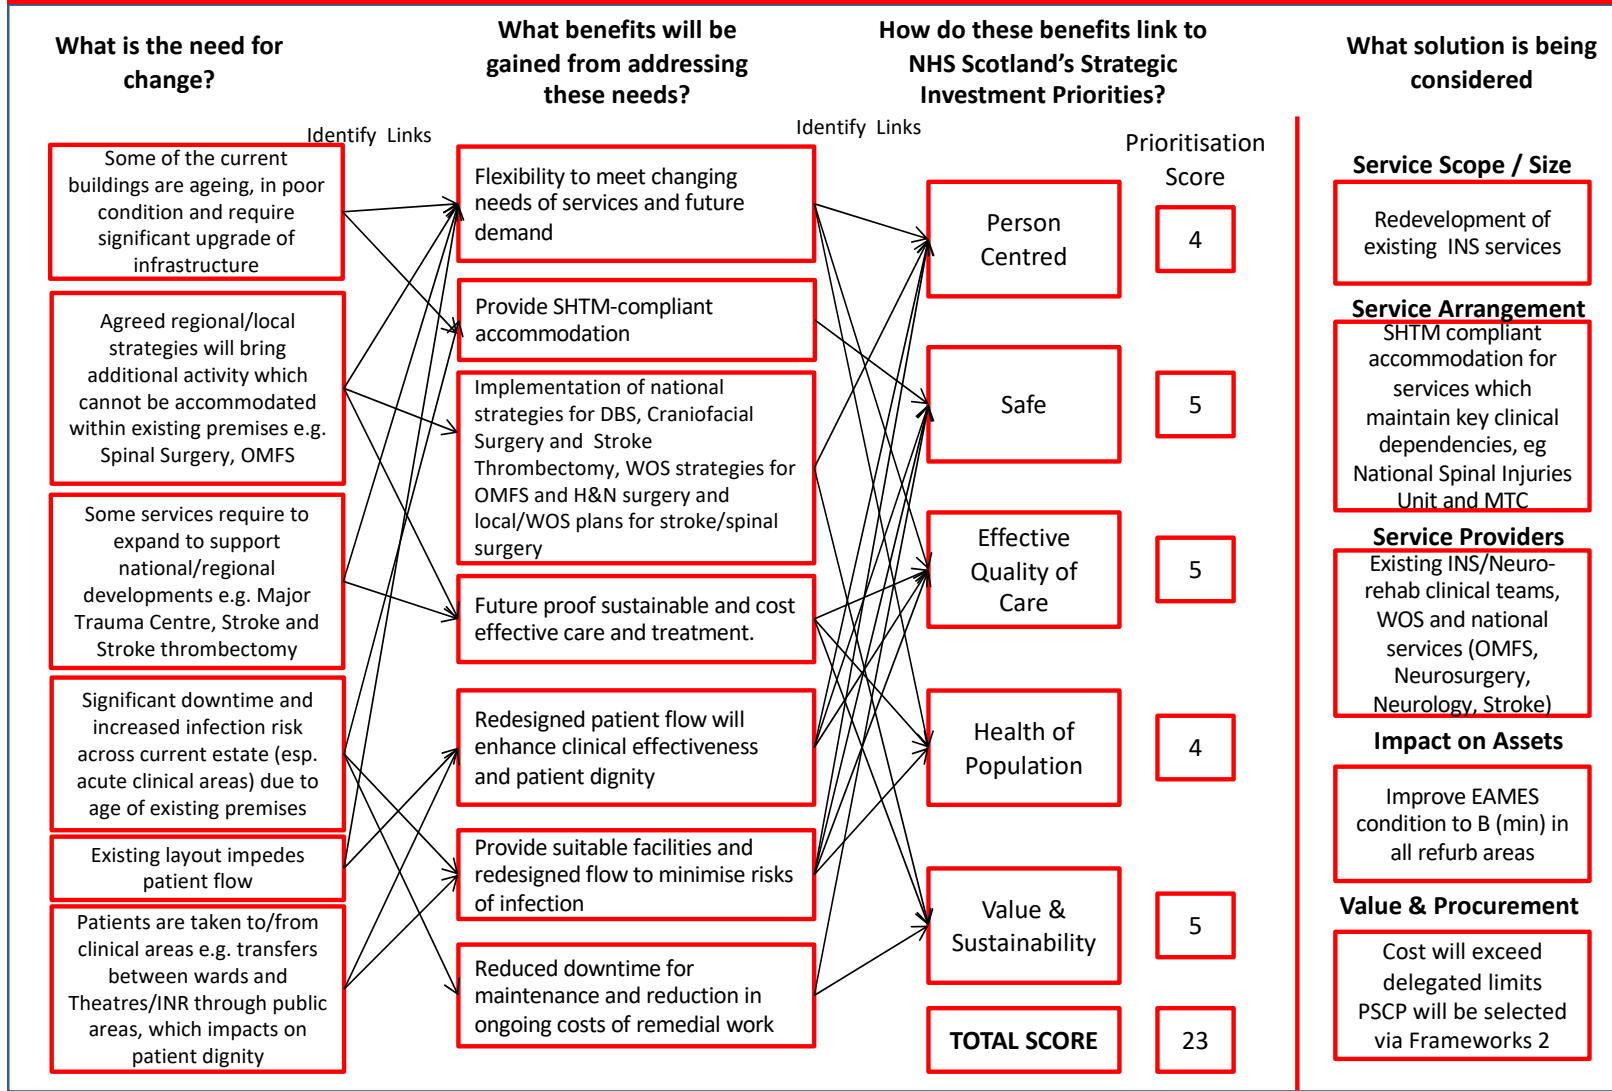 What is the need for
change?
Identify Links
Some of the current
buildings are ageing, in poor
condition and require
significant upgrade of
infrastructure
Agreed regional/local
strategies will bring
additional activity which
cannot be accommodated
within existing premises e.g.
Spinal Surgery, OMFS
Some services require to
expand to support
national/regional
developments e.g. Major
Trauma Centre, Stroke and
Stroke thrombectomy
Significant downtime and
increased infection risk
across current estate (esp.
acute clinical areas) due to
age of existing premises
Existing layout impedes
patient flow
Patients are taken to/from
clinical areas e.g. transfers
between wards and
Theatres/INR through public
areas, which impacts on
patient dignity
What benefits will be
gained from addressing
these needs?
Identify Links
Flexibility to meet changing
needs of services and future
demand
Provide SHTM-compliant
accommodation
Implementation of national
strategies for DBS, Craniofacial
Surgery and Stroke
Thrombectomy, WOS strategies for
OMFS and H&N surgery and
local/WOS plans for stroke/spinal
surgery
Future proof sustainable and cost
effective care and treatment.
Redesigned patient flow will
enhance clinical effectiveness
and patient dignity
Provide suitable facilities and
redesigned flow to minimise risks
of infection
Reduced downtime for
maintenance and reduction in
ongoing costs of remedial work
How do these benefits link to
NHS Scotland's Strategic
Investment Priorities?
Prioritisation
Score
Person
Centred
4
Safe
5
Effective
Quality of
Care
5
Health of
Population
4
Value &
Sustainability
5
TOTAL SCORE
23
What solution is being
considered
Service Scope / Size
Redevelopment of
existing INS services
Service Arrangement
SHTM compliant
accommodation for
services which
maintain key clinical
dependencies, eg
National Spinal Injuries
Unit and MTC
Service Providers
Existing INS/Neuro-
rehab clinical teams,
WOS and national
services (OMFS,
Neurosurgery,
Neurology, Stroke)
Impact on Assets
Improve EAMES
condition to B (min) in
all refurb areas
Value & Procurement
Cost will exceed
delegated limits
PSCP will be selected
via Frameworks 2